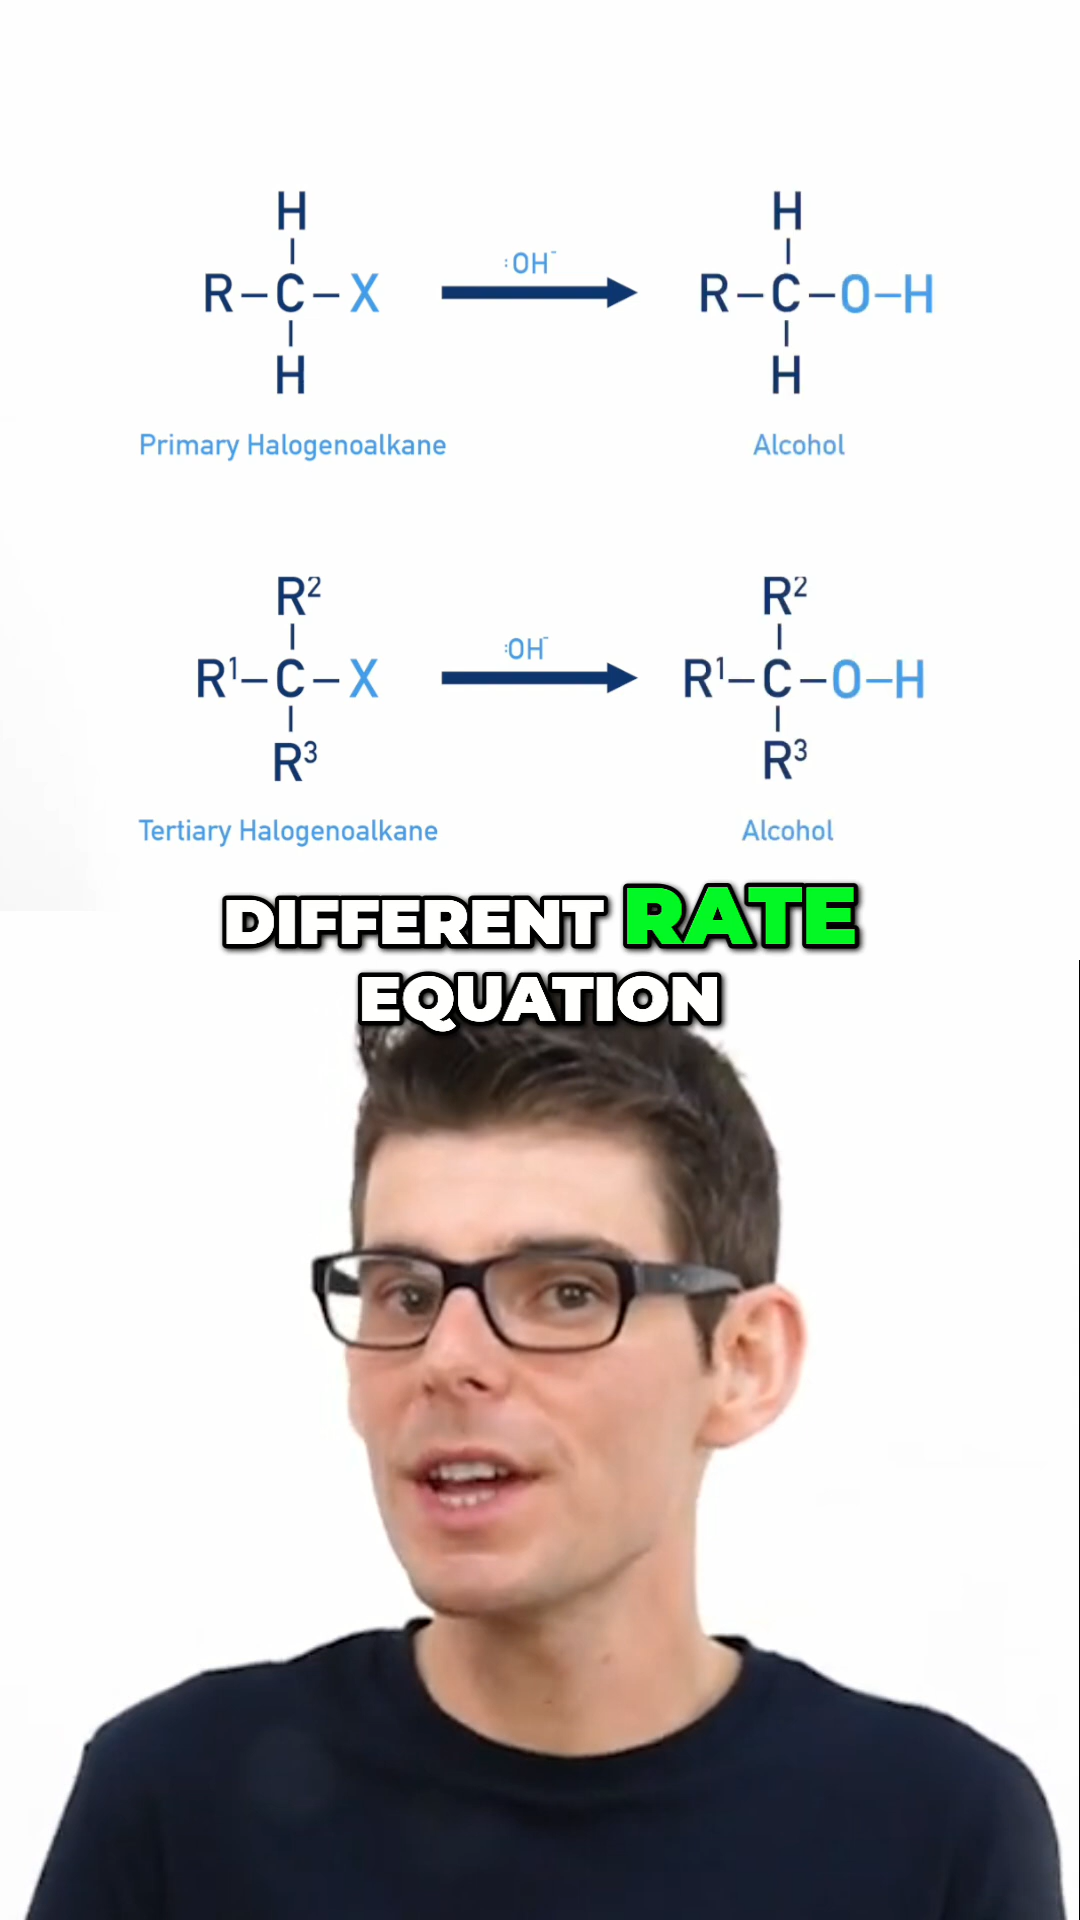 H H
R–C–X :OH⁻ R–C–O–H
H H
Primary Halogenoalkane Alcohol
R² R²
R¹–C–X :OH⁻ R¹–C–O–H
R³ R³
Tertiary Halogenoalkane Alcohol
DIFFERENT RATE
EQUATION